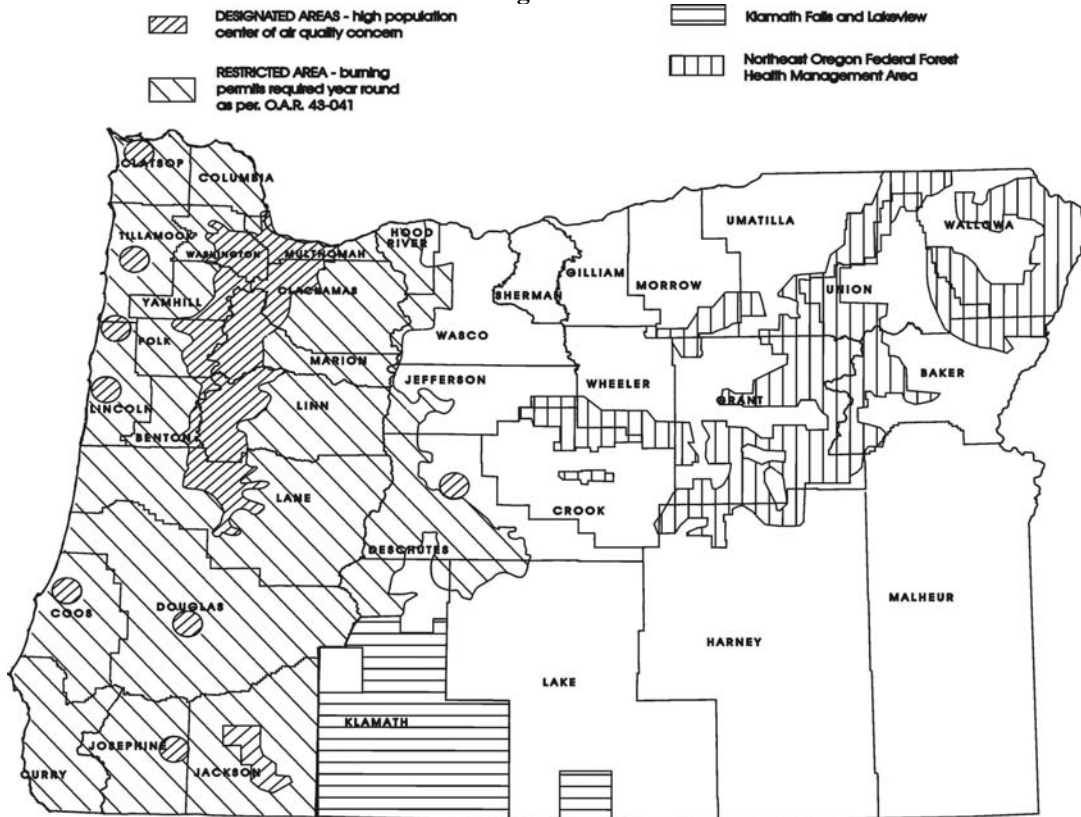 DESIGNATED AREAS - high population
center of air quality concern
RESTRICTED AREA - burning
permits required year round
as per. O.A.R. 43-041
Klamath Falls and Lakeview
Northeast Oregon Federal Forest
Health Management Area
CLATSOP
COLUMBIA
TILLAMOOK
WASHINGTON
MULTNOMAH
HOOD
RIVER
CLACKAMAS
YAMHILL
SHERMAN
GILLIAM
MORROW
UMATILLA
UNION
WALLOWA
POLK
MARION
WASCO
JEFFERSON
WHEELER
GRANT
BAKER
LINCOLN
BENTON
LINN
LANE
CROOK
DESCHUTES
COOS
DOUGLAS
HARNEY
MALHEUR
LAKE
KLAMATH
CURRY
JOSEPHINE
JACKSON